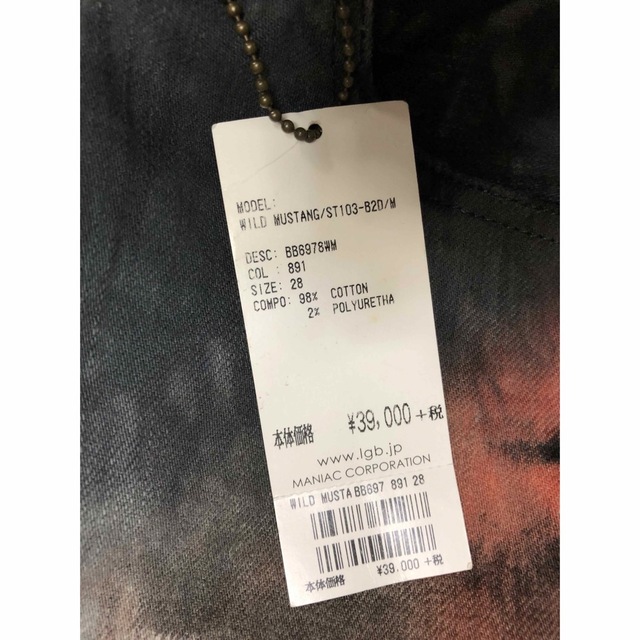 MODEL:
WILD MUSTANG/ST103-B2D/M
DESC: BB6978WM
COL : 891
SIZE: 28
COMPO: 98% COTTON
2% POLYURETHA
本体価格 ¥39,000 +税
www.lgb.jp
MANIAC CORPORATION
WILD MUSTA BB697 891 28
本体価格 ¥39,000 +税